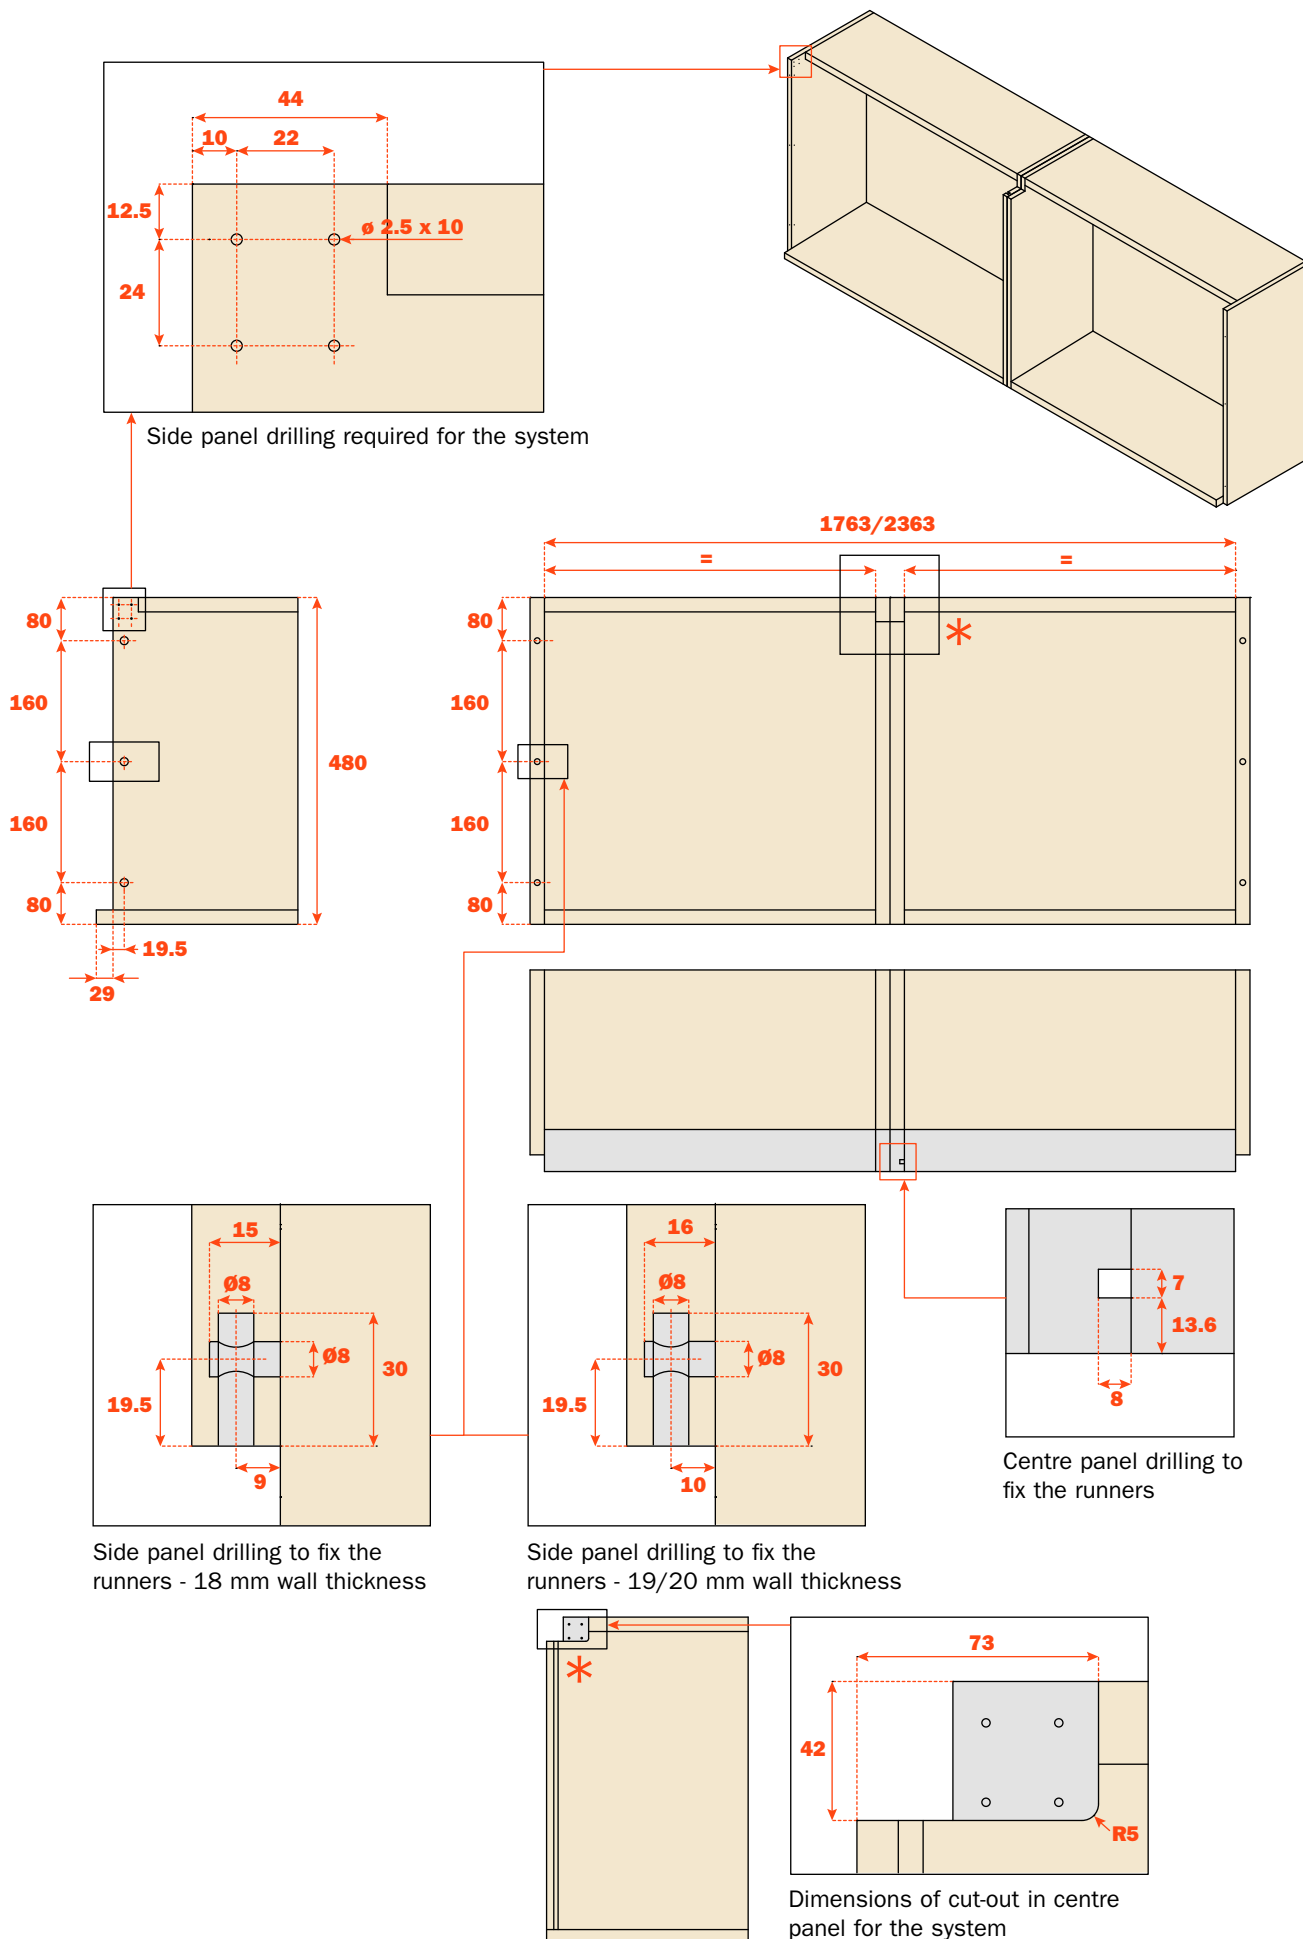 44
10
22
12.5
ø 2.5 x 10
24
Side panel drilling required for the system
1763/2363
= =
80
160
480
160
80
19.5
29
80
160
160
80
*
15
Ø8
Ø8
30
19.5
9
Side panel drilling to fix the
runners - 18 mm wall thickness
16
Ø8
Ø8
30
19.5
10
Side panel drilling to fix the
runners - 19/20 mm wall thickness
7
13.6
8
Centre panel drilling to
fix the runners
*
73
42
R5
Dimensions of cut-out in centre
panel for the system